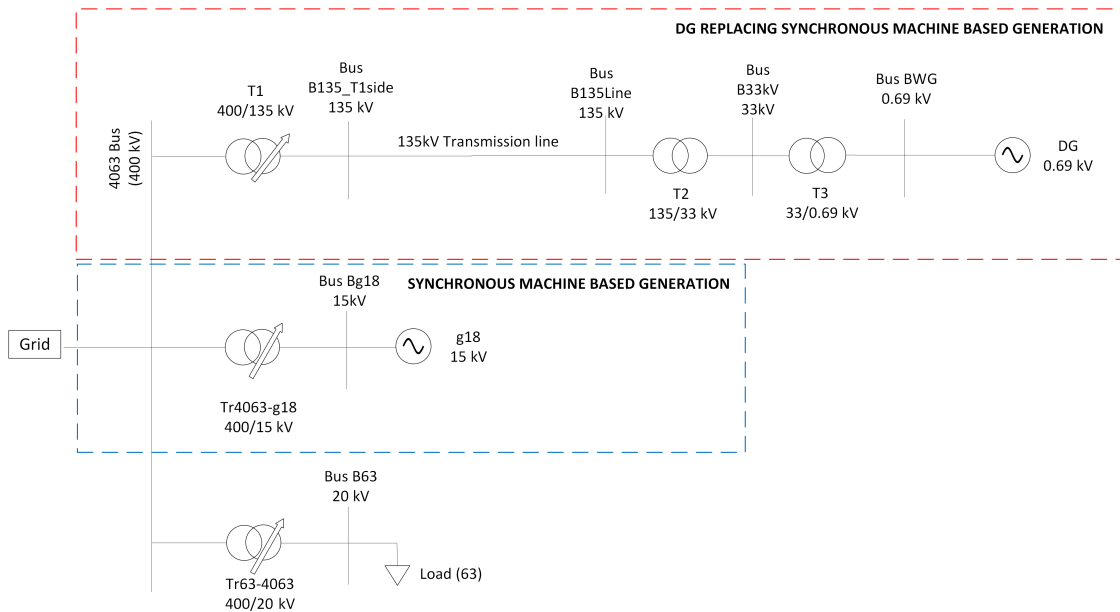 DG REPLACING SYNCHRONOUS MACHINE BASED GENERATION
T1
400/135 kV
Bus
B135_T1side
135 kV
Bus
B135Line
135 kV
Bus
B33kV
33kV
Bus BWG
0.69 kV
4063 Bus
(400 kV)
135kV Transmission line
DG
0.69 kV
T2
135/33 kV
T3
33/0.69 kV
Bus Bg18
15kV
SYNCHRONOUS MACHINE BASED GENERATION
Grid
g18
15 kV
Tr4063-g18
400/15 kV
Bus B63
20 kV
Load (63)
Tr63-4063
400/20 kV